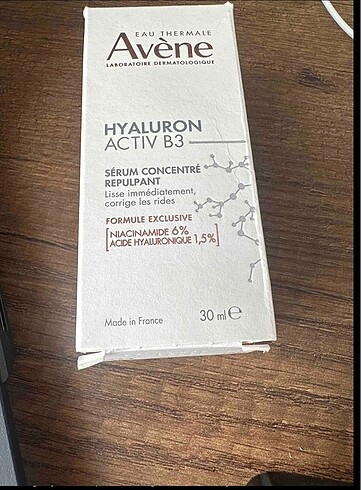 EAU THERMALE
Avène
LABORATOIRE DERMATOLOGIQUE
HYALURON
ACTIV B3
SÉRUM CONCENTRÉ
REPULPANT
Lisse immédiatement,
corrige les rides
FORMULE EXCLUSIVE
[NIACINAMIDE 6%
ACIDE HYALURONIQUE 1,5%]
Made in France
30 ml ℮